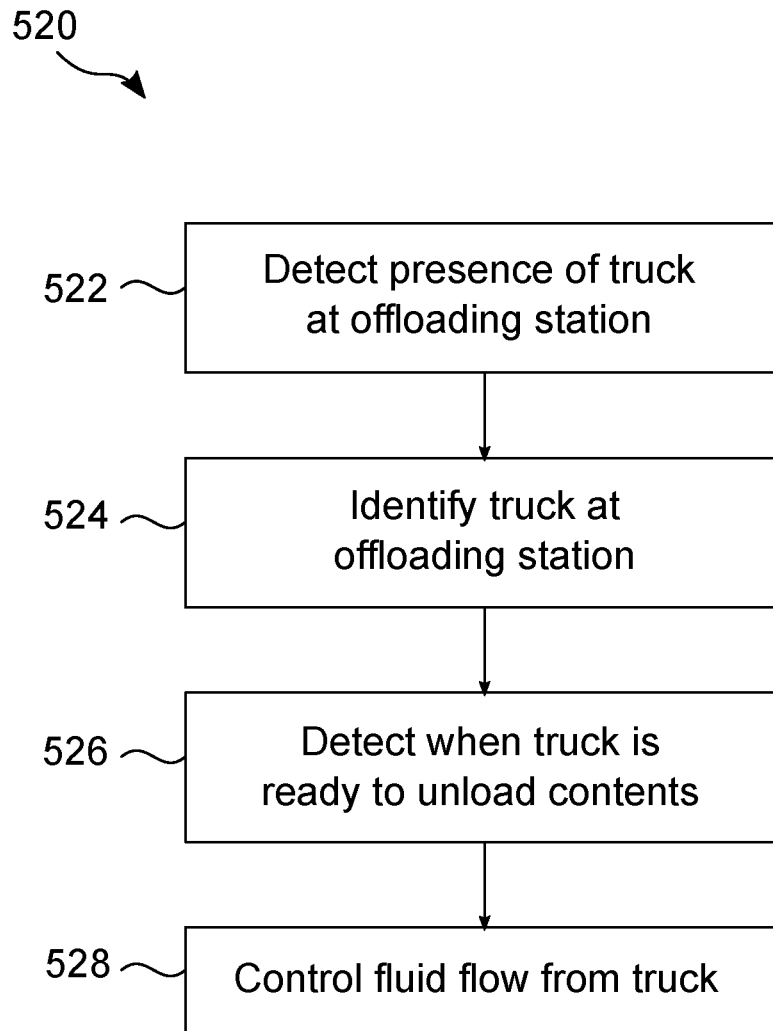 520
522
Detect presence of truck
at offloading station
524
Identify truck at
offloading station
526
Detect when truck is
ready to unload contents
528
Control fluid flow from truck